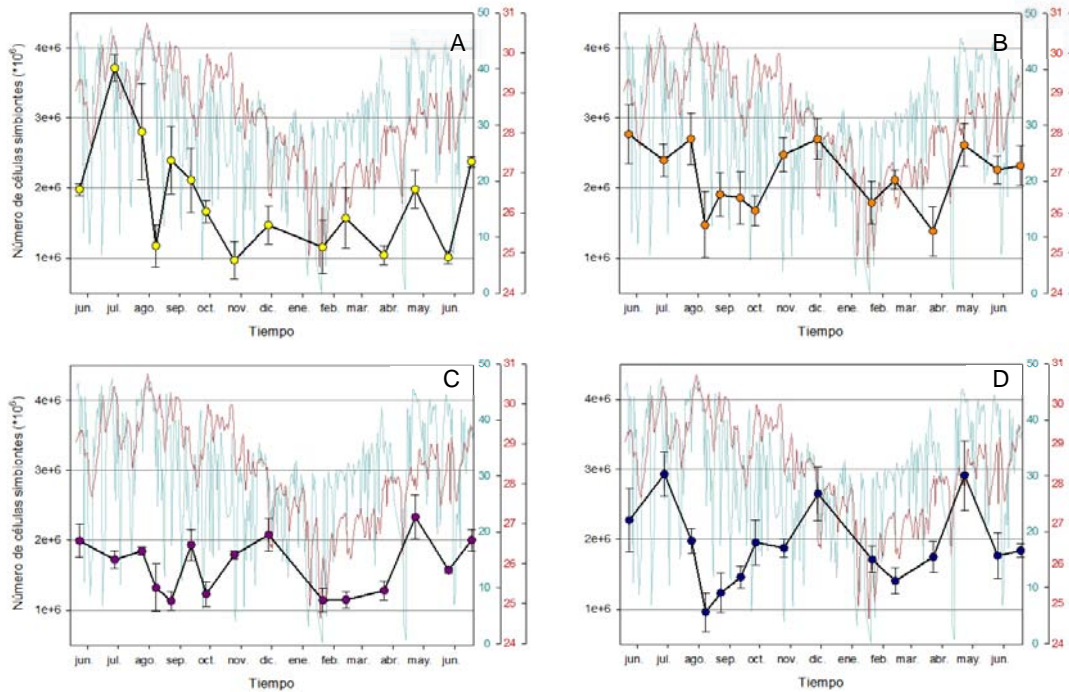 A
Número de células simbiontes (*10⁶)
4e+6
3e+6
2e+6
1e+6
50
40
30
20
10
0
31
30
29
28
27
26
25
24
jun. jul. ago. sep. oct. nov. dic. ene. feb. mar. abr. may. jun.
Tiempo
B
4e+6
3e+6
2e+6
1e+6
50
40
30
20
10
0
31
30
29
28
27
26
25
24
jun. jul. ago. sep. oct. nov. dic. ene. feb. mar. abr. may. jun.
Tiempo
C
Número de células simbiontes (*10⁶)
4e+6
3e+6
2e+6
1e+6
50
40
30
20
10
0
31
30
29
28
27
26
25
24
jun. jul. ago. sep. oct. nov. dic. ene. feb. mar. abr. may. jun.
Tiempo
D
4e+6
3e+6
2e+6
1e+6
50
40
30
20
10
0
31
30
29
28
27
26
25
24
jun. jul. ago. sep. oct. nov. dic. ene. feb. mar. abr. may. jun.
Tiempo